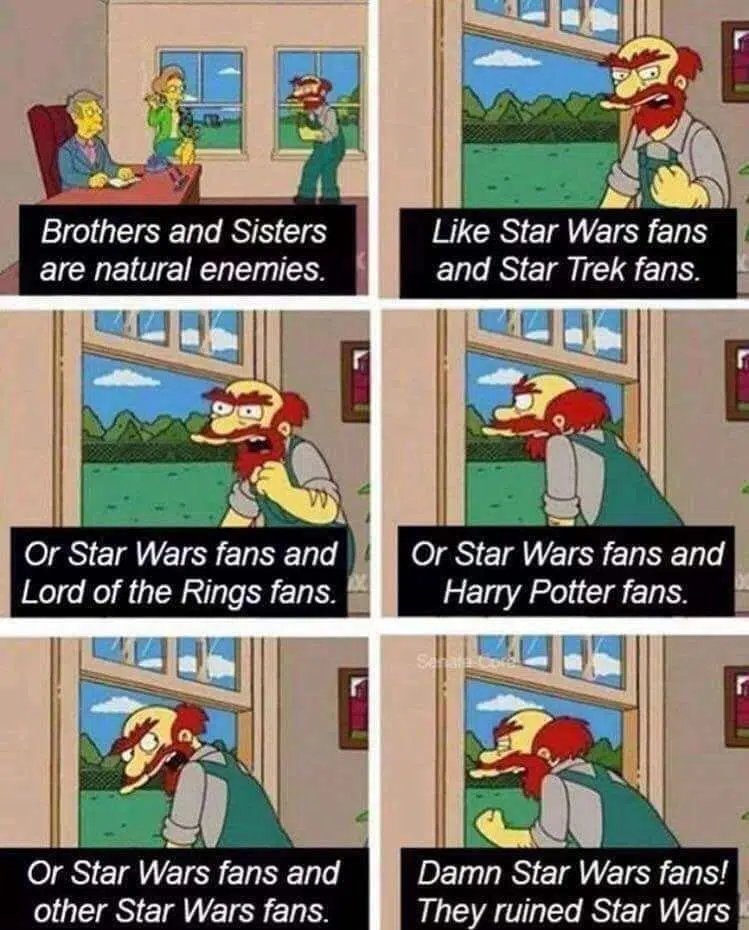 Brothers and Sisters
are natural enemies.
Like Star Wars fans
and Star Trek fans.
Or Star Wars fans and
Lord of the Rings fans.
Or Star Wars fans and
Harry Potter fans.
Or Star Wars fans and
other Star Wars fans.
Senate Cord
Damn Star Wars fans!
They ruined Star Wars